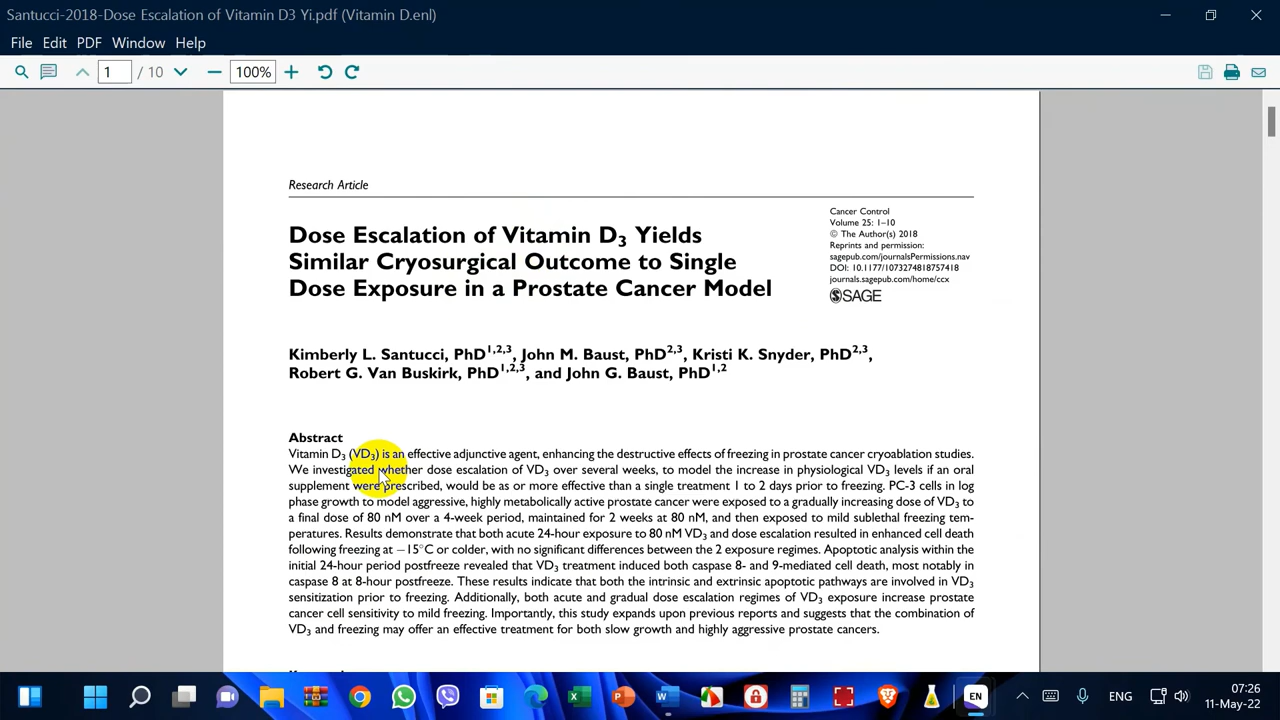 Santucci-2018-Dose Escalation of Vitamin D3 Yi.pdf (Vitamin D.enl)
File Edit PDF Window Help
1 / 10 100%
Research Article
Cancer Control
Volume 25: 1–10
© The Author(s) 2018
Reprints and permission:
sagepub.com/journalsPermissions.nav
DOI: 10.1177/1073274818757418
journals.sagepub.com/home/ccx
SAGE
Dose Escalation of Vitamin D3 Yields
Similar Cryosurgical Outcome to Single
Dose Exposure in a Prostate Cancer Model
Kimberly L. Santucci, PhD1,2,3, John M. Baust, PhD2,3, Kristi K. Snyder, PhD2,3,
Robert G. Van Buskirk, PhD1,2,3, and John G. Baust, PhD1,2
Abstract
Vitamin D3 (VD3) is an effective adjunctive agent, enhancing the destructive effects of freezing in prostate cancer cryoablation studies.
We investigated whether dose escalation of VD3 over several weeks, to model the increase in physiological VD3 levels if an oral
supplement were prescribed, would be as or more effective than a single treatment 1 to 2 days prior to freezing. PC-3 cells in log
phase growth to model aggressive, highly metabolically active prostate cancer were exposed to a gradually increasing dose of VD3 to
a final dose of 80 nM over a 4-week period, maintained for 2 weeks at 80 nM, and then exposed to mild sublethal freezing tem-
peratures. Results demonstrate that both acute 24-hour exposure to 80 nM VD3 and dose escalation resulted in enhanced cell death
following freezing at −15°C or colder, with no significant differences between the 2 exposure regimes. Apoptotic analysis within the
initial 24-hour period postfreeze revealed that VD3 treatment induced both caspase 8- and 9-mediated cell death, most notably in
caspase 8 at 8-hour postfreeze. These results indicate that both the intrinsic and extrinsic apoptotic pathways are involved in VD3
sensitization prior to freezing. Additionally, both acute and gradual dose escalation regimes of VD3 exposure increase prostate
cancer cell sensitivity to mild freezing. Importantly, this study expands upon previous reports and suggests that the combination of
VD3 and freezing may offer an effective treatment for both slow growth and highly aggressive prostate cancers.
EN
ENG
07:26
11-May-22